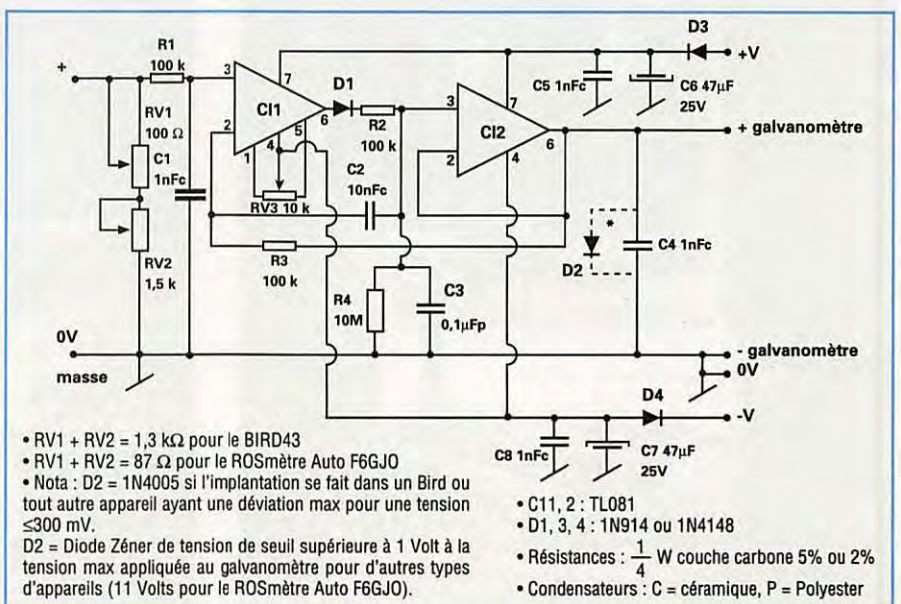 D3
+V
R1
100 k
+
3
7
D1
C5 1nFc
C6 47µF
25V
RV1
100 Ω
CI1
6
R2
100 k
3
7
CI2
6
+ galvanomètre
2
5
4
1
2
4
C1
1nFc
C2
10nFc
RV3 10 k
*
D2
C4 1nFc
RV2
1,5 k
R3
100 k
R4
10M
C3
0,1µFp
0V
masse
- galvanomètre
0V
D4
-V
C8 1nFc
C7 47µF
25V
• RV1 + RV2 = 1,3 kΩ pour le BIRD43
• RV1 + RV2 = 87 Ω pour le ROSmètre Auto F6GJO
• Nota : D2 = 1N4005 si l'implantation se fait dans un Bird ou
tout autre appareil ayant une déviation max pour une tension
≤300 mV.
D2 = Diode Zéner de tension de seuil supérieure à 1 Volt à la
tension max appliquée au galvanomètre pour d'autres types
d'appareils (11 Volts pour le ROSmètre Auto F6GJO).
• C11, 2 : TL081
• D1, 3, 4 : 1N914 ou 1N4148
• Résistances : 1/4 W couche carbone 5% ou 2%
• Condensateurs : C = céramique, P = Polyester